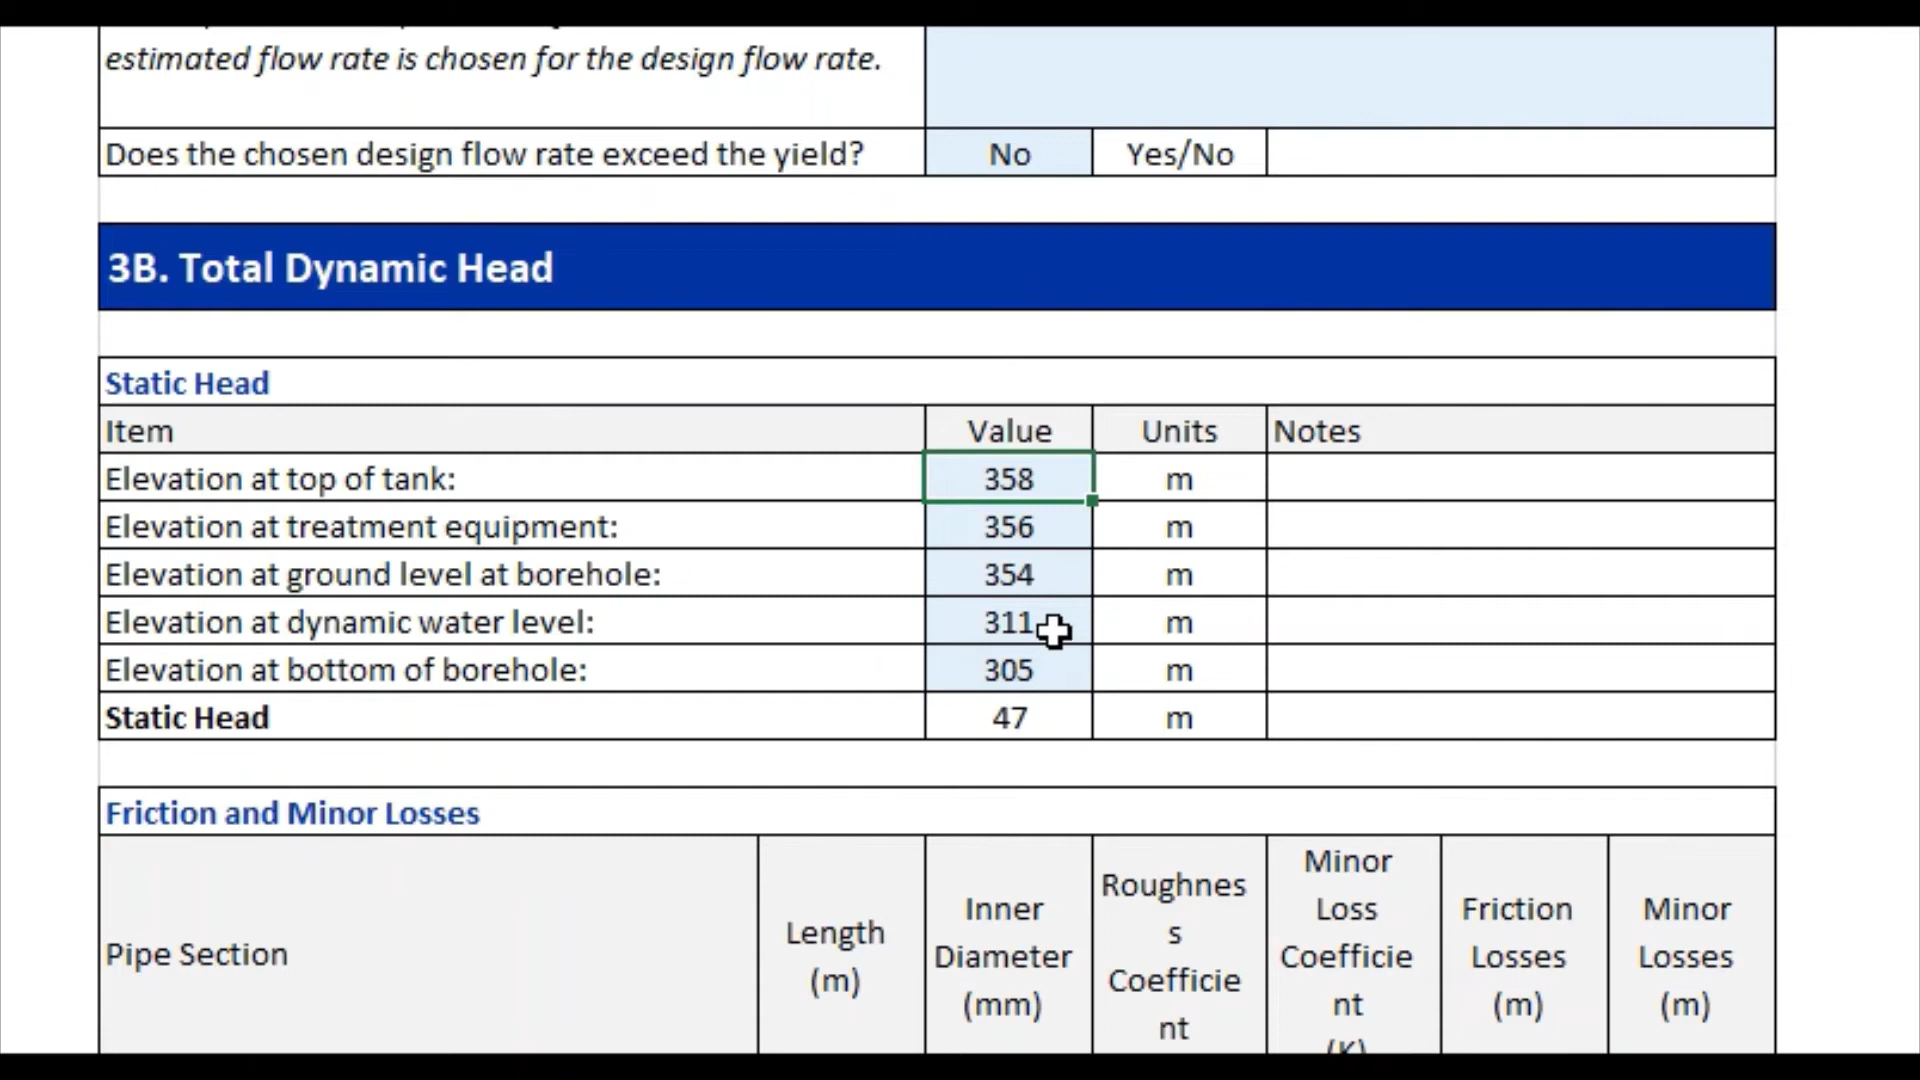 estimated flow rate is chosen for the design flow rate.
Does the chosen design flow rate exceed the yield? No Yes/No
3B. Total Dynamic Head
Static Head
Item Value Units Notes
Elevation at top of tank: 358 m
Elevation at treatment equipment: 356 m
Elevation at ground level at borehole: 354 m
Elevation at dynamic water level: 311 m
Elevation at bottom of borehole: 305 m
Static Head 47 m
Friction and Minor Losses
Pipe Section
Length
(m)
Inner
Diameter
(mm)
Roughnes
s
Coefficie
nt
Minor
Loss
Coefficie
nt
(K)
Friction
Losses
(m)
Minor
Losses
(m)